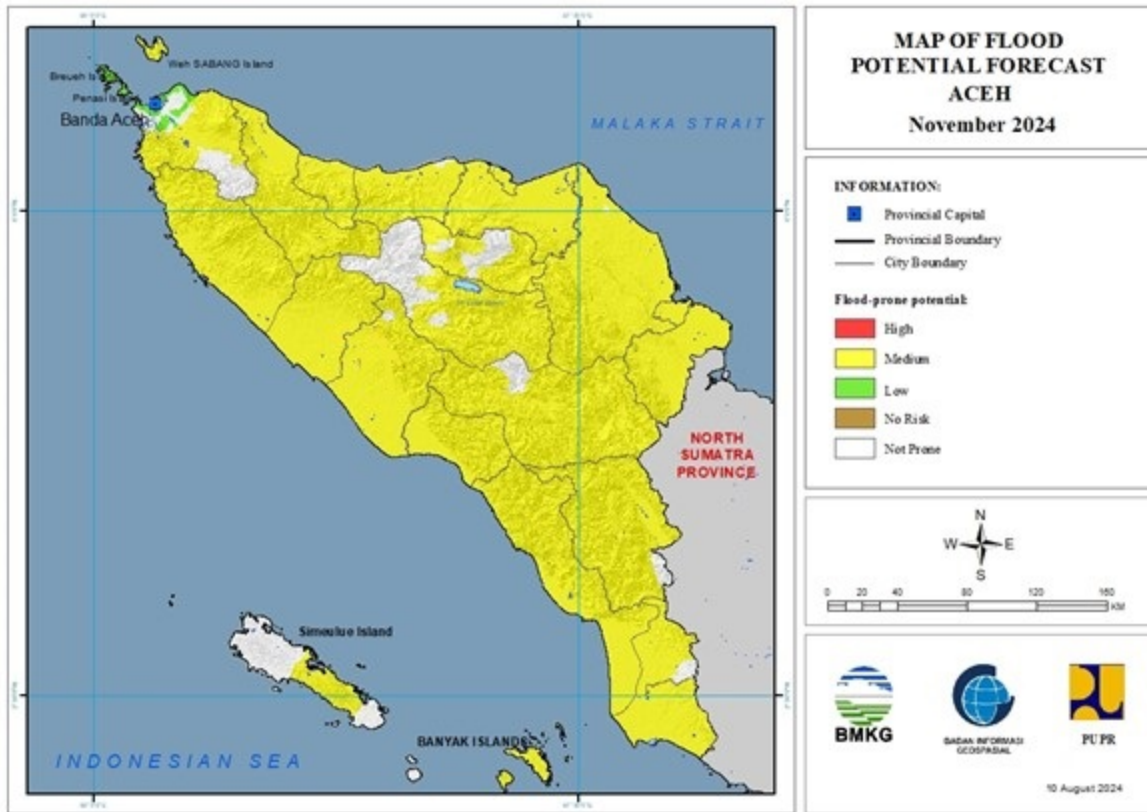 MAP OF FLOOD
POTENTIAL FORECAST
ACEH
November 2024
Weh SABANG Island
Breueh Is
Penasi Is
Banda Aceh
MALAKA STRAIT
NORTH
SUMATRA
PROVINCE
Simeulue Island
BANYAK ISLANDS
INDONESIAN SEA
INFORMATION:
Provincial Capital
Provincial Boundary
City Boundary
Flood-prone potential:
High
Medium
Low
No Risk
Not Prone
N
W E
S
0 20 40 80 120 160
KM
BMKG
BADAN INFORMASI
GEOSPASIAL
PUPR
10 August 2024